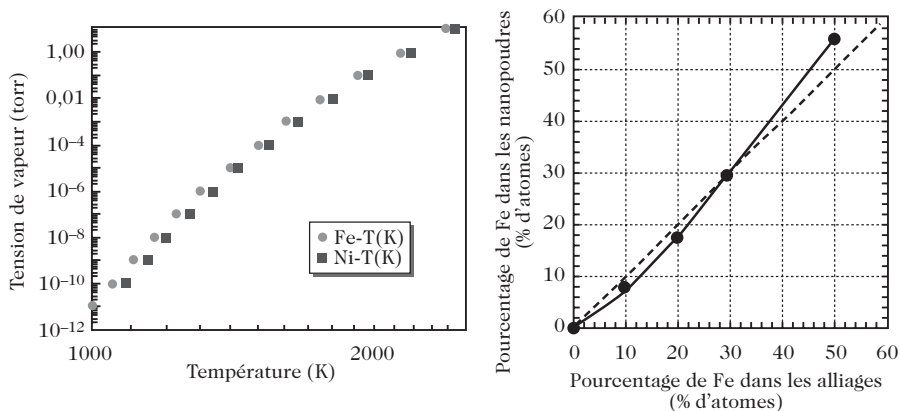 Tension de vapeur (torr)
1,00
0,01
10⁻⁴
10⁻⁶
10⁻⁸
10⁻¹⁰
10⁻¹²
1000
2000
Température (K)
Fe-T(K)
Ni-T(K)
Pourcentage de Fe dans les nanopoudres
(% d'atomes)
60
50
40
30
20
10
0
0 10 20 30 40 50 60
Pourcentage de Fe dans les alliages
(% d'atomes)